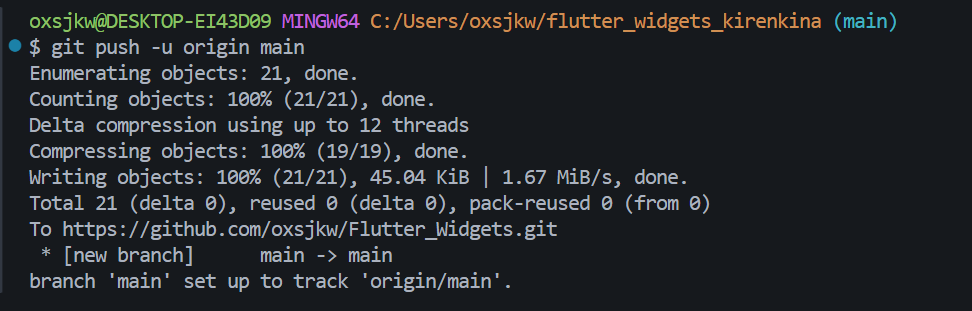 oxsjkw@DESKTOP-EI43D09 MINGW64 C:/Users/oxsjkw/flutter_widgets_kirenkina (main)
$ git push -u origin main
Enumerating objects: 21, done.
Counting objects: 100% (21/21), done.
Delta compression using up to 12 threads
Compressing objects: 100% (19/19), done.
Writing objects: 100% (21/21), 45.04 KiB | 1.67 MiB/s, done.
Total 21 (delta 0), reused 0 (delta 0), pack-reused 0 (from 0)
To https://github.com/oxsjkw/Flutter_Widgets.git
 * [new branch]      main -> main
branch 'main' set up to track 'origin/main'.